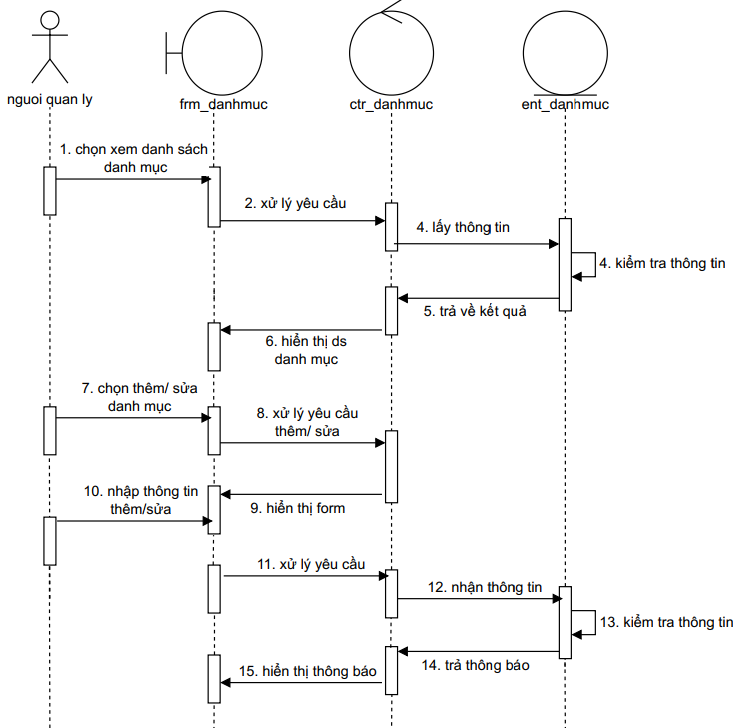 nguoi quan ly
frm_danhmuc
ctr_danhmuc
ent_danhmuc
1. chọn xem danh sách
danh mục
2. xử lý yêu cầu
4. lấy thông tin
4. kiểm tra thông tin
5. trả về kết quả
6. hiển thị ds
danh mục
7. chọn thêm/ sửa
danh mục
8. xử lý yêu cầu
thêm/ sửa
10. nhập thông tin
thêm/sửa
9. hiển thị form
11. xử lý yêu cầu
12. nhận thông tin
13. kiểm tra thông tin
14. trả thông báo
15. hiển thị thông báo